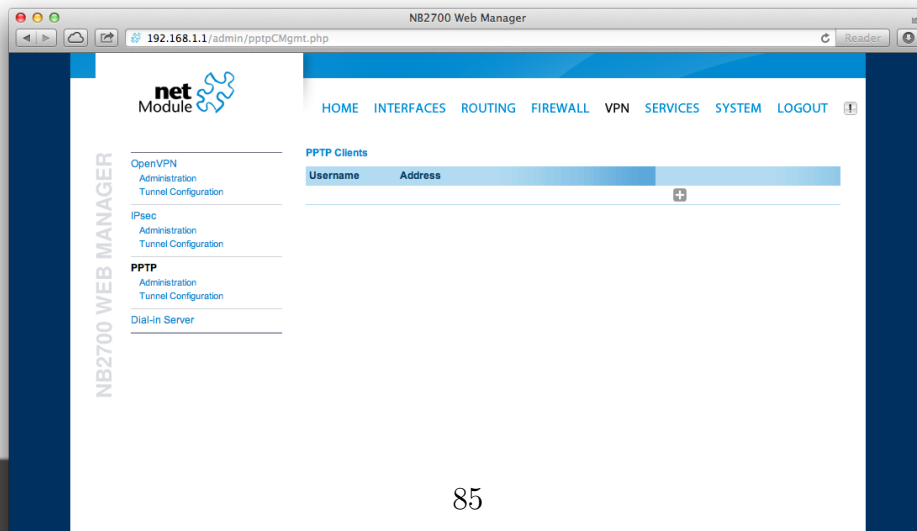 NB2700 Web Manager
192.168.1.1/admin/pptpCMgmt.php
Reader
net
Module
HOME INTERFACES ROUTING FIREWALL VPN SERVICES SYSTEM LOGOUT
NB2700 WEB MANAGER
OpenVPN
Administration
Tunnel Configuration
IPsec
Administration
Tunnel Configuration
PPTP
Administration
Tunnel Configuration
Dial-in Server
PPTP Clients
Username Address
85